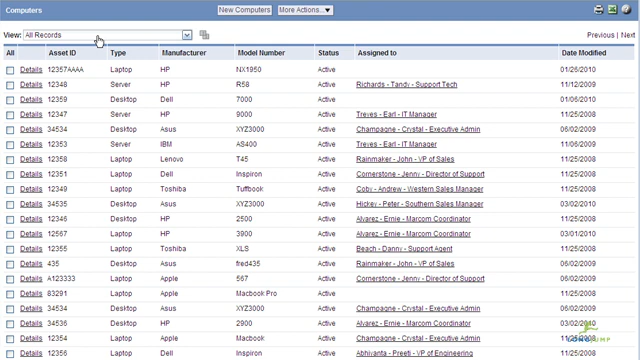 Computers New Computers More Actions...
View: All Records Previous | Next
All Asset ID Type Manufacturer Model Number Status Assigned to Date Modified
Details 12357AAAA Laptop HP NX1950 Active 01/26/2010
Details 12348 Server HP R58 Active Richards - Tandy - Support Tech 11/12/2009
Details 12359 Desktop Dell 7000 Active 01/06/2010
Details 12347 Server HP 9000 Active Treves - Earl - IT Manager 11/25/2008
Details 34534 Desktop Asus XYZ3000 Active Champagne - Crystal - Executive Admin 06/02/2009
Details 12353 Server IBM AS400 Active Treves - Earl - IT Manager 11/06/2009
Details 12358 Laptop Lenovo T45 Active Rainmaker - John - VP of Sales 11/25/2008
Details 12351 Laptop Dell Inspiron Active Cornerstone - Jenny - Director of Support 11/25/2008
Details 12349 Laptop Toshiba Tuffbook Active Coby - Andrew - Western Sales Manager 11/25/2008
Details 34535 Desktop Asus XYZ3000 Active Hickey - Peter - Southern Sales Manager 03/02/2010
Details 12346 Desktop HP 2500 Active Alvarez - Ernie - Marcom Coordinator 11/25/2008
Details 12567 Laptop HP 3900 Active Alvarez - Ernie - Marcom Coordinator 03/01/2010
Details 12355 Laptop Toshiba XLS Active Beach - Danny - Support Agent 11/25/2008
Details 435 Desktop Asus fred435 Active Rainmaker - John - VP of Sales 06/02/2009
Details A123333 Laptop Apple 567 Active Cornerstone - Jenny - Director of Support 06/02/2009
Details 83291 Laptop Apple Macbook Pro Active 11/25/2008
Details 34534 Desktop Asus XYZ3000 Active Champagne - Crystal - Executive Admin 06/02/2009
Details 34536 Desktop HP 2900 Active Alvarez - Ernie - Marcom Coordinator 03/02/2010
Details 12354 Laptop Apple Macbook Active Champagne - Crystal - Executive Admin 11/25/2008
Details 12356 Laptop Dell Inspiron Active Abhivanta - Preeti - VP of Engineering 11/25/2008